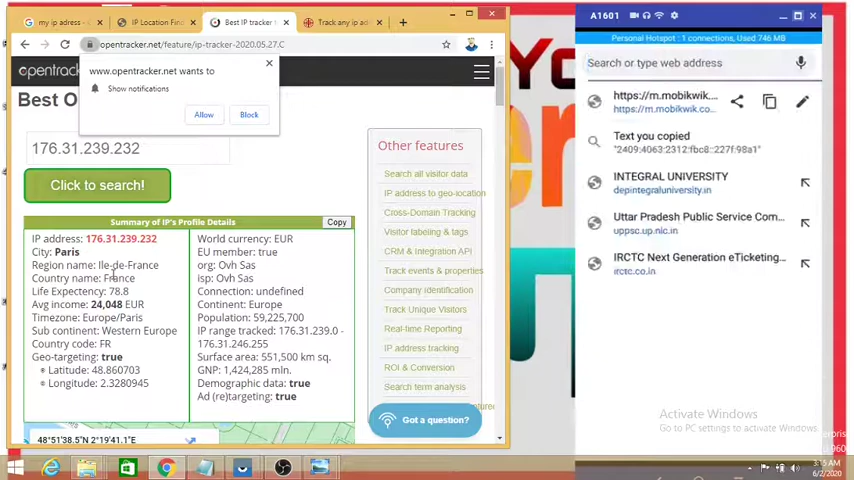 my ip adress -
IP Location Find
Best IP tracker
Track any ip ad
opentracker.net/feature/ip-tracker-2020.05.27.C
opentrack
www.opentracker.net wants to
Show notifications
Allow
Block
Best O
176.31.239.232
Click to search!
Summary of IP's Profile Details
Copy
IP address: 176.31.239.232
City: Paris
Region name: Ile-de-France
Country name: France
Life Expectency: 78.8
Avg income: 24,048 EUR
Timezone: Europe/Paris
Sub continent: Western Europe
Country code: FR
Geo-targeting: true
Latitude: 48.860703
Longitude: 2.3280945
World currency: EUR
EU member: true
org: Ovh Sas
isp: Ovh Sas
Connection: undefined
Continent: Europe
Population: 59,225,700
IP range tracked: 176.31.239.0 -
176.31.246.255
Surface area: 551,500 km sq.
GNP: 1,424,285 mln.
Demographic data: true
Ad (re)targeting: true
48°51'38.5"N 2°19'41.1"E
Other features
Search all visitor data
IP address to geo-location
Cross-Domain Tracking
Visitor labeling & tags
CRM & Integration API
Track events & properties
Company identification
Track Unique Visitors
Real-time Reporting
IP address tracking
ROI & Conversion
Search term analysis
Got a question?
A1601
Personal Hotspot : 1 connections, Used 746 MB
Search or type web address
https://m.mobikwik....
https://m.mobikwik.co...
Text you copied
"2409:4063:2312:fbc8::227f:98a1"
INTEGRAL UNIVERSITY
depintegraluniversity.in
Uttar Pradesh Public Service Com...
uppsc.up.nic.in
IRCTC Next Generation eTicketing...
irctc.co.in
Activate Windows
Go to PC settings to activate Windows.
3:15 AM
6/2/2020